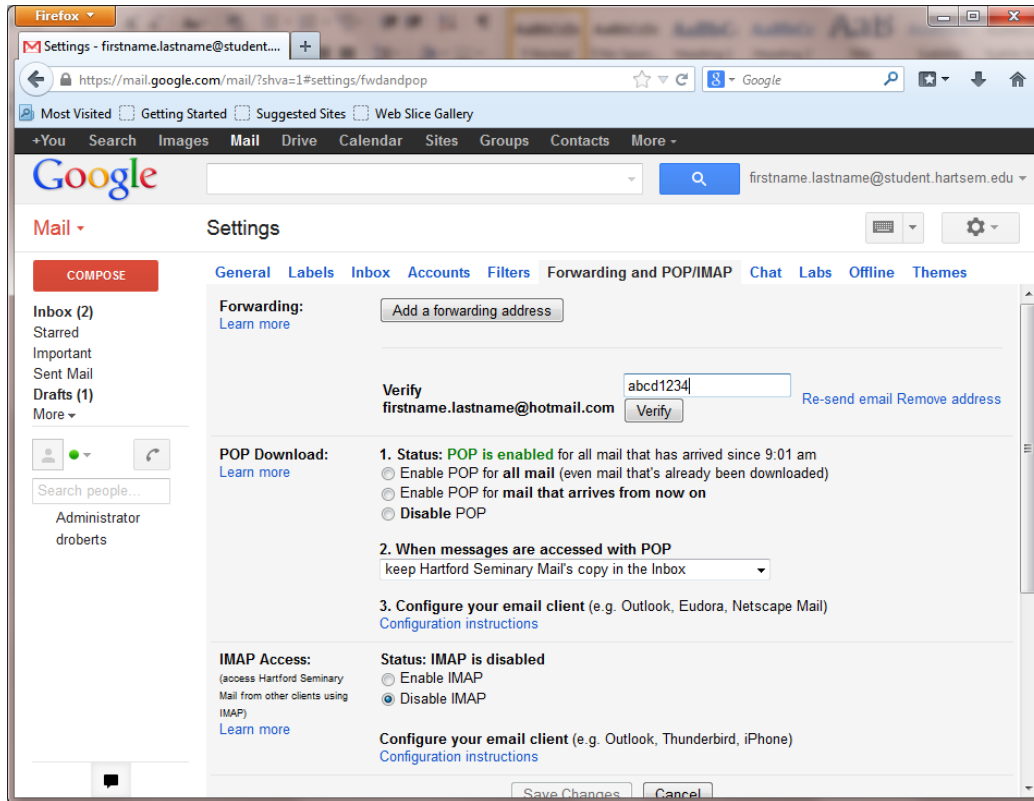 Firefox
Settings - firstname.lastname@student....
https://mail.google.com/mail/?shva=1#settings/fwdandpop
Google
Most Visited Getting Started Suggested Sites Web Slice Gallery
+You Search Images Mail Drive Calendar Sites Groups Contacts More
Google
firstname.lastname@student.hartsem.edu
Mail
Settings
COMPOSE
General Labels Inbox Accounts Filters Forwarding and POP/IMAP Chat Labs Offline Themes
Inbox (2)
Starred
Important
Sent Mail
Drafts (1)
More
Search people...
Administrator
droberts
Forwarding:
Learn more
Add a forwarding address
Verify
firstname.lastname@hotmail.com
abcd1234
Verify
Re-send email Remove address
POP Download:
Learn more
1. Status: POP is enabled for all mail that has arrived since 9:01 am
Enable POP for all mail (even mail that's already been downloaded)
Enable POP for mail that arrives from now on
Disable POP
2. When messages are accessed with POP
keep Hartford Seminary Mail's copy in the Inbox
3. Configure your email client (e.g. Outlook, Eudora, Netscape Mail)
Configuration instructions
IMAP Access:
(access Hartford Seminary
Mail from other clients using
IMAP)
Learn more
Status: IMAP is disabled
Enable IMAP
Disable IMAP
Configure your email client (e.g. Outlook, Thunderbird, iPhone)
Configuration instructions
Save Changes Cancel